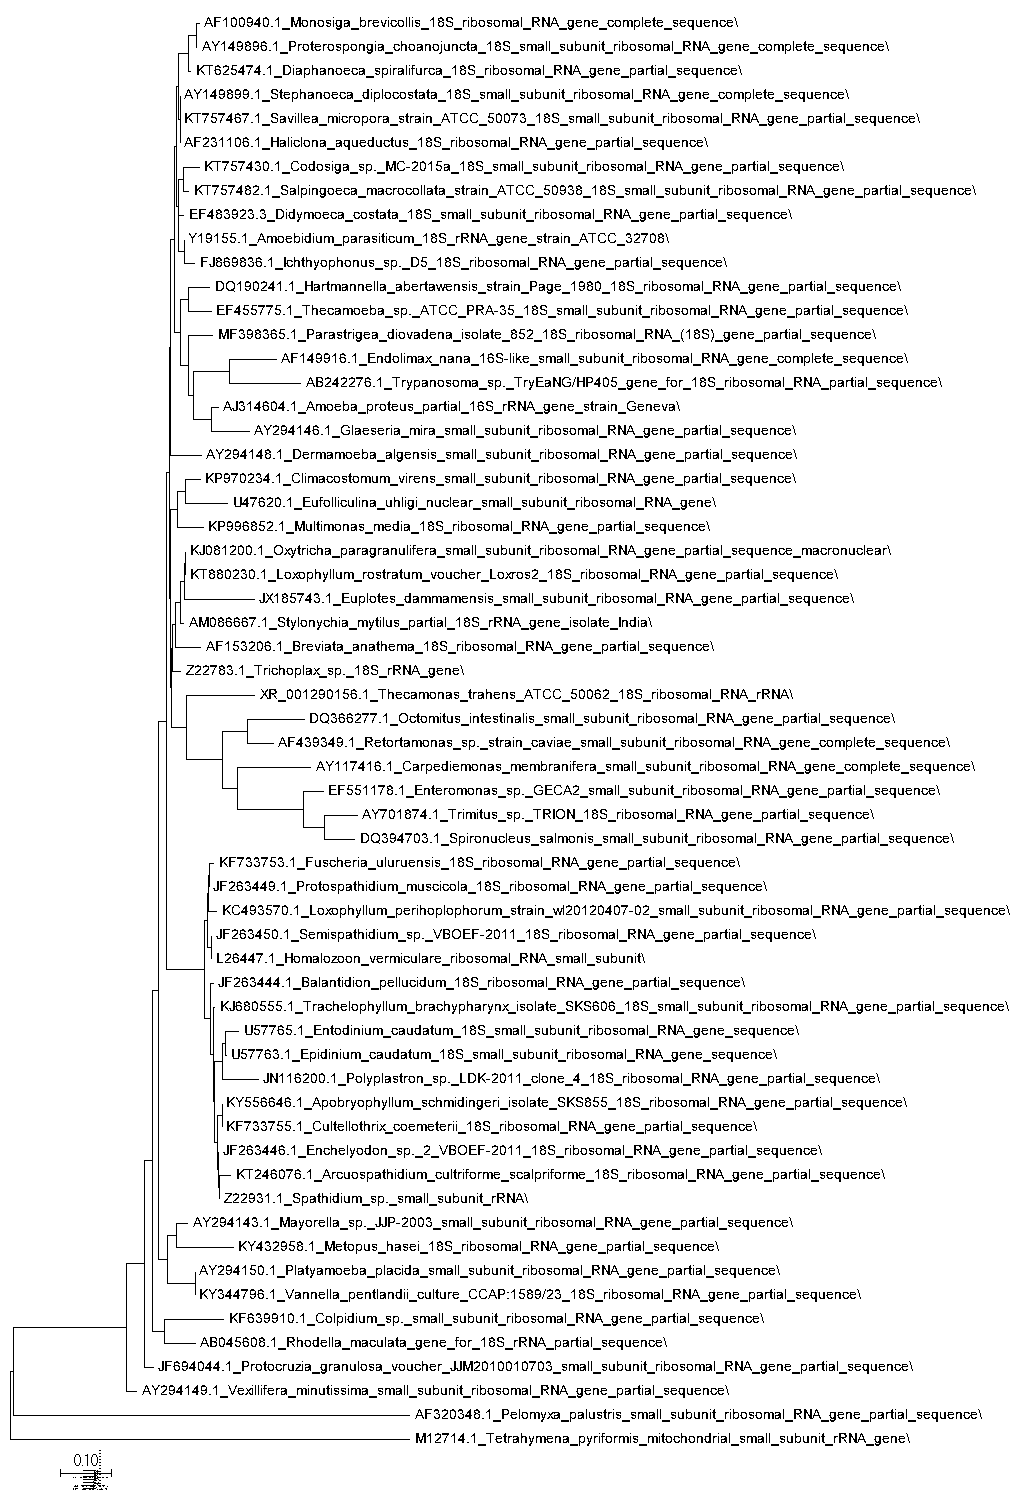 AF100940.1_Monosiga_brevicollis_18S_ribosomal_RNA_gene_complete_sequence\
AY149896.1_Proterospongia_choanojuncta_18S_small_subunit_ribosomal_RNA_gene_complete_sequence\
KT625474.1_Diaphanoeca_spiralifurca_18S_ribosomal_RNA_gene_partial_sequence\
AY149899.1_Stephanoeca_diplocostata_18S_small_subunit_ribosomal_RNA_gene_complete_sequence\
KT757467.1_Savillea_micropora_strain_ATCC_50073_18S_small_subunit_ribosomal_RNA_gene_partial_sequence\
AF231106.1_Haliclona_aqueductus_18S_ribosomal_RNA_gene_partial_sequence\
KT757430.1_Codosiga_sp._MC-2015a_18S_small_subunit_ribosomal_RNA_gene_partial_sequence\
KT757482.1_Salpingoeca_macrocollata_strain_ATCC_50938_18S_small_subunit_ribosomal_RNA_gene_partial_sequence\
EF483923.3_Didymoeca_costata_18S_small_subunit_ribosomal_RNA_gene_partial_sequence\
Y19155.1_Amoebidium_parasiticum_18S_rRNA_gene_strain_ATCC_32708\
FJ869836.1_Ichthyophonus_sp._D5_18S_ribosomal_RNA_gene_partial_sequence\
DQ190241.1_Hartmannella_abertawensis_strain_Page_1980_18S_ribosomal_RNA_gene_partial_sequence\
EF455775.1_Thecamoeba_sp._ATCC_PRA-35_18S_small_subunit_ribosomal_RNA_gene_partial_sequence\
MF398365.1_Parastrigea_diovadena_isolate_852_18S_ribosomal_RNA_(18S)_gene_partial_sequence\
AF149916.1_Endolimax_nana_16S-like_small_subunit_ribosomal_RNA_gene_complete_sequence\
AB242276.1_Trypanosoma_sp._TryEaNG/HP405_gene_for_18S_ribosomal_RNA_partial_sequence\
AJ314604.1_Amoeba_proteus_partial_16S_rRNA_gene_strain_Geneva\
AY294146.1_Glaeseria_mira_small_subunit_ribosomal_RNA_gene_partial_sequence\
AY294148.1_Dermamoeba_algensis_small_subunit_ribosomal_RNA_gene_partial_sequence\
KP970234.1_Climacostomum_virens_small_subunit_ribosomal_RNA_gene_partial_sequence\
U47620.1_Eufolliculina_uhligi_nuclear_small_subunit_ribosomal_RNA_gene\
KP996852.1_Multimonas_media_18S_ribosomal_RNA_gene_partial_sequence\
KJ081200.1_Oxytricha_paragranulifera_small_subunit_ribosomal_RNA_gene_partial_sequence_macronuclear\
KT880230.1_Loxophyllum_rostratum_voucher_Loxros2_18S_ribosomal_RNA_gene_partial_sequence\
JX185743.1_Euplotes_dammamensis_small_subunit_ribosomal_RNA_gene_partial_sequence\
AM086667.1_Stylonychia_mytilus_partial_18S_rRNA_gene_isolate_India\
AF153206.1_Breviata_anathema_18S_ribosomal_RNA_gene_partial_sequence\
Z22783.1_Trichoplax_sp._18S_rRNA_gene\
XR_001290156.1_Thecamonas_trahens_ATCC_50062_18S_ribosomal_RNA_rRNA\
DQ366277.1_Octomitus_intestinalis_small_subunit_ribosomal_RNA_gene_partial_sequence\
AF439349.1_Retortamonas_sp._strain_caviae_small_subunit_ribosomal_RNA_gene_complete_sequence\
AY117416.1_Carpediemonas_membranifera_small_subunit_ribosomal_RNA_gene_complete_sequence\
EF551178.1_Enteromonas_sp._GECA2_small_subunit_ribosomal_RNA_gene_partial_sequence\
AY701874.1_Trimitus_sp._TRION_18S_ribosomal_RNA_gene_partial_sequence\
DQ394703.1_Spironucleus_salmonis_small_subunit_ribosomal_RNA_gene_partial_sequence\
KF733753.1_Fuscheria_uluruensis_18S_ribosomal_RNA_gene_partial_sequence\
JF263449.1_Protospathidium_muscicola_18S_ribosomal_RNA_gene_partial_sequence\
KC493570.1_Loxophyllum_perihoplophorum_strain_wl20120407-02_small_subunit_ribosomal_RNA_gene_partial_sequence\
JF263450.1_Semispathidium_sp._VBOEF-2011_18S_ribosomal_RNA_gene_partial_sequence\
L26447.1_Homalozoon_vermiculare_ribosomal_RNA_small_subunit\
JF263444.1_Balantidion_pellucidum_18S_ribosomal_RNA_gene_partial_sequence\
KJ680555.1_Trachelophyllum_brachypharynx_isolate_SKS606_18S_small_subunit_ribosomal_RNA_gene_partial_sequence\
U57765.1_Entodinium_caudatum_18S_small_subunit_ribosomal_RNA_gene_sequence\
U57763.1_Epidinium_caudatum_18S_small_subunit_ribosomal_RNA_gene_sequence\
JN116200.1_Polyplastron_sp._LDK-2011_clone_4_18S_ribosomal_RNA_gene_partial_sequence\
KY556646.1_Apobryophyllum_schmidingeri_isolate_SKS855_18S_ribosomal_RNA_gene_partial_sequence\
KF733755.1_Cultellothrix_coemeterii_18S_ribosomal_RNA_gene_partial_sequence\
JF263446.1_Enchelyodon_sp._2_VBOEF-2011_18S_ribosomal_RNA_gene_partial_sequence\
KT246076.1_Arcuospathidium_cultriforme_scalpriforme_18S_ribosomal_RNA_gene_partial_sequence\
Z22931.1_Spathidium_sp._small_subunit_rRNA\
AY294143.1_Mayorella_sp._JJP-2003_small_subunit_ribosomal_RNA_gene_partial_sequence\
KY432958.1_Metopus_hasei_18S_ribosomal_RNA_gene_partial_sequence\
AY294150.1_Platyamoeba_placida_small_subunit_ribosomal_RNA_gene_partial_sequence\
KY344796.1_Vannella_pentlandii_culture_CCAP:1589/23_18S_ribosomal_RNA_gene_partial_sequence\
KF639910.1_Colpidium_sp._small_subunit_ribosomal_RNA_gene_partial_sequence\
AB045608.1_Rhodella_maculata_gene_for_18S_rRNA_partial_sequence\
JF694044.1_Protocruzia_granulosa_voucher_JJM2010010703_small_subunit_ribosomal_RNA_gene_partial_sequence\
AY294149.1_Vexillifera_minutissima_small_subunit_ribosomal_RNA_gene_partial_sequence\
AF320348.1_Pelomyxa_palustris_small_subunit_ribosomal_RNA_gene_partial_sequence\
M12714.1_Tetrahymena_pyriformis_mitochondrial_small_subunit_rRNA_gene\
0.10